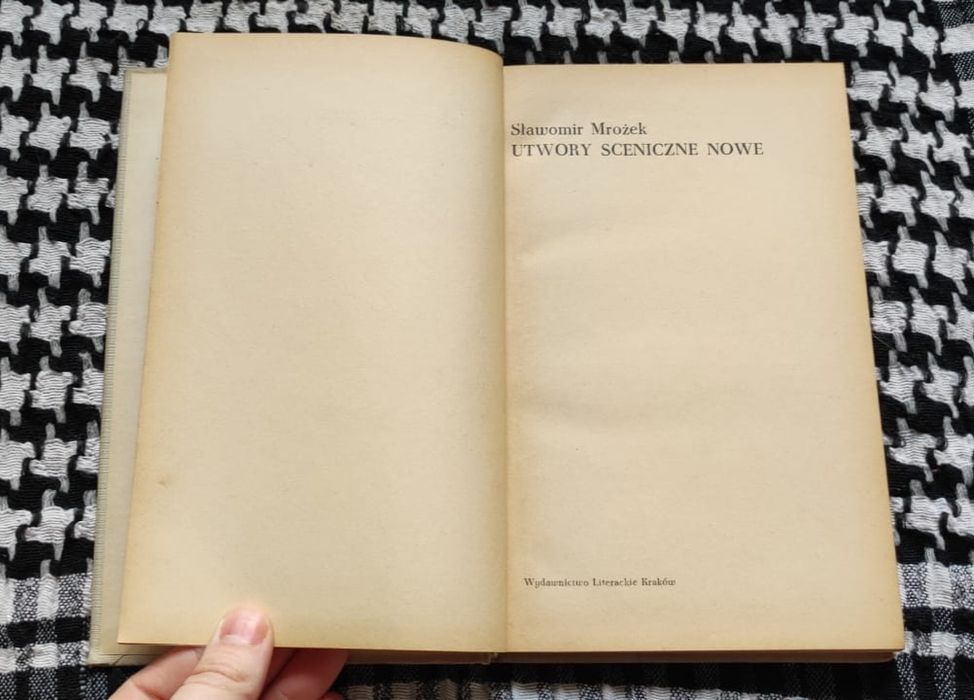 Sławomir Mrożek
UTWORY SCENICZNE NOWE
Wydawnictwo Literackie Kraków